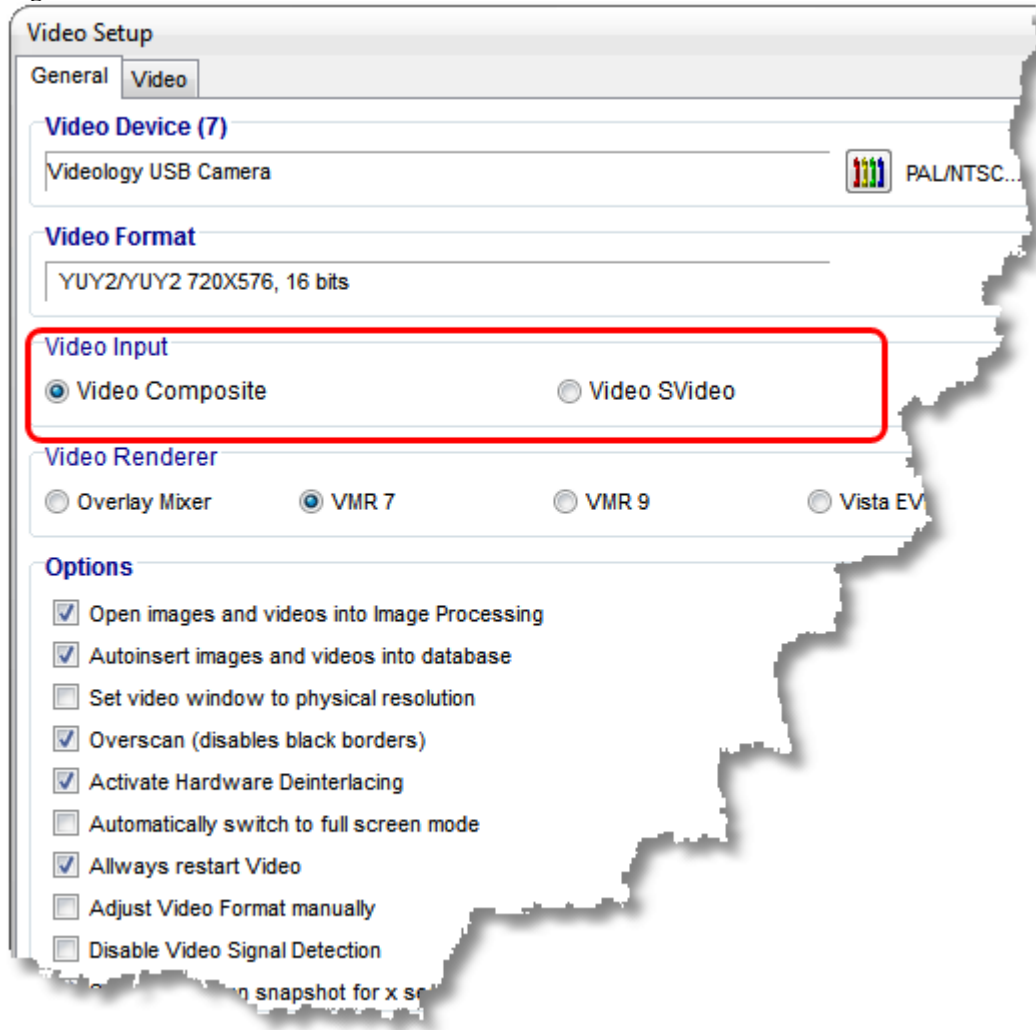 Video Setup
General Video
Video Device (7)
Videology USB Camera PAL/NTSC...
Video Format
YUY2/YUY2 720X576, 16 bits
Video Input
Video Composite Video SVideo
Video Renderer
Overlay Mixer VMR 7 VMR 9 Vista
Options
Open images and videos into Image Processing
Autoinsert images and videos into database
Set video window to physical resolution
Overscan (disables black borders)
Activate Hardware Deinterlacing
Automatically switch to full screen mode
Allways restart Video
Adjust Video Format manually
Disable Video Signal Detection
snapshot for x